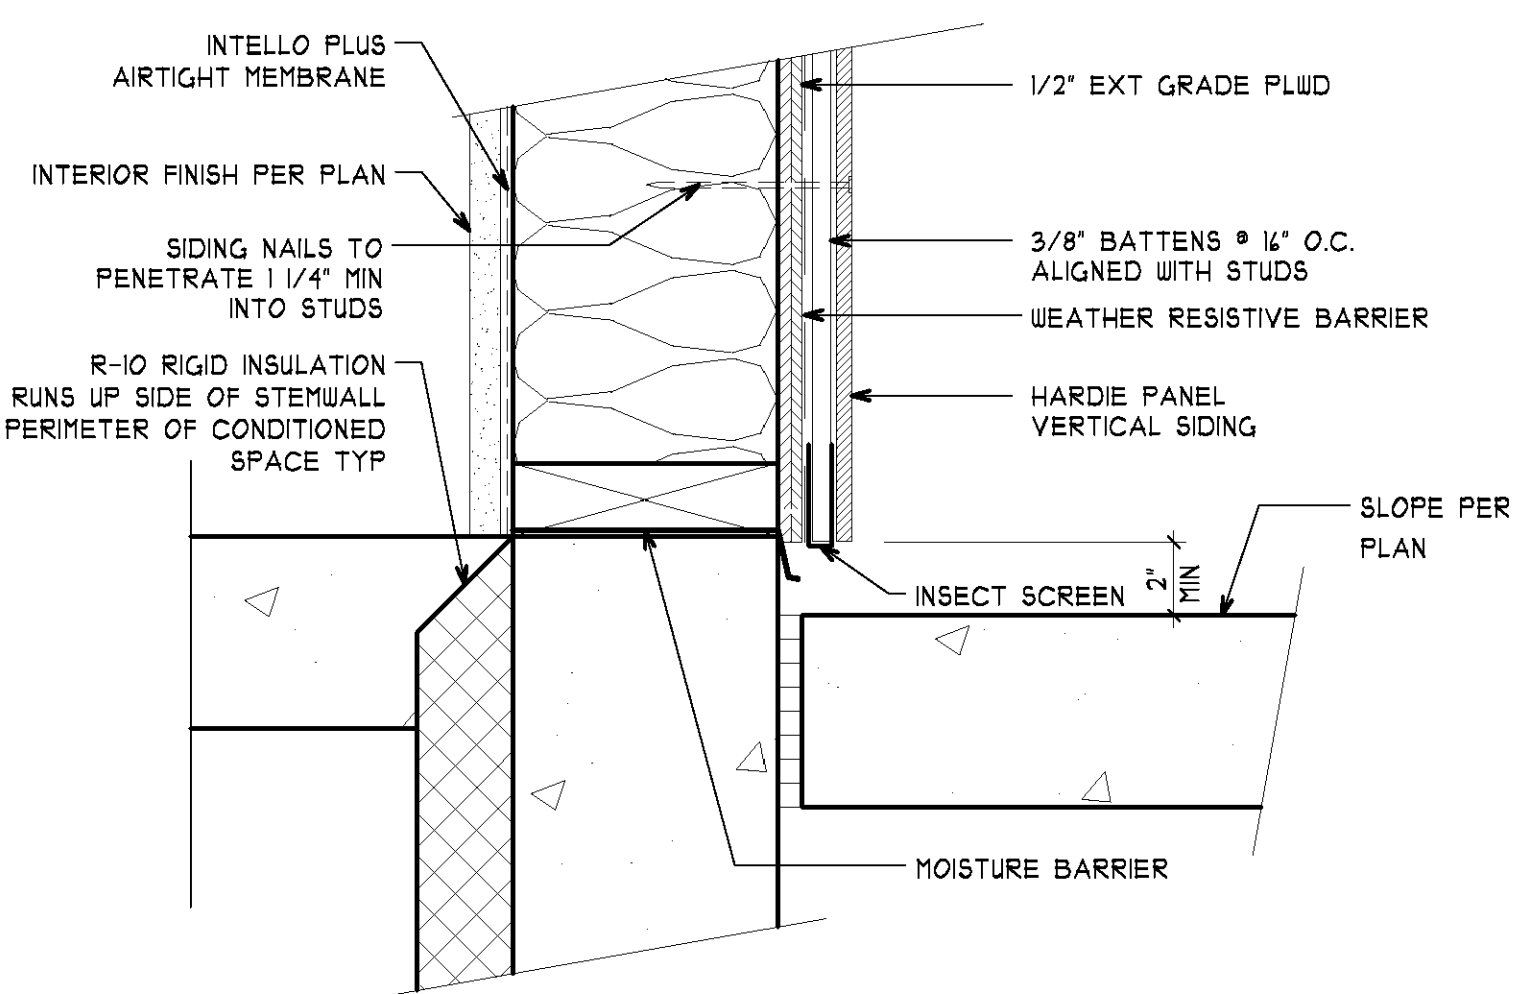 INTELLO PLUS
AIRTIGHT MEMBRANE
INTERIOR FINISH PER PLAN
SIDING NAILS TO
PENETRATE 1 1/4" MIN
INTO STUDS
R-10 RIGID INSULATION
RUNS UP SIDE OF STEMWALL
PERIMETER OF CONDITIONED
SPACE TYP
1/2" EXT GRADE PLWD
3/8" BATTENS @ 16" O.C.
ALIGNED WITH STUDS
WEATHER RESISTIVE BARRIER
HARDIE PANEL
VERTICAL SIDING
SLOPE PER
PLAN
INSECT SCREEN
2"
MIN
MOISTURE BARRIER